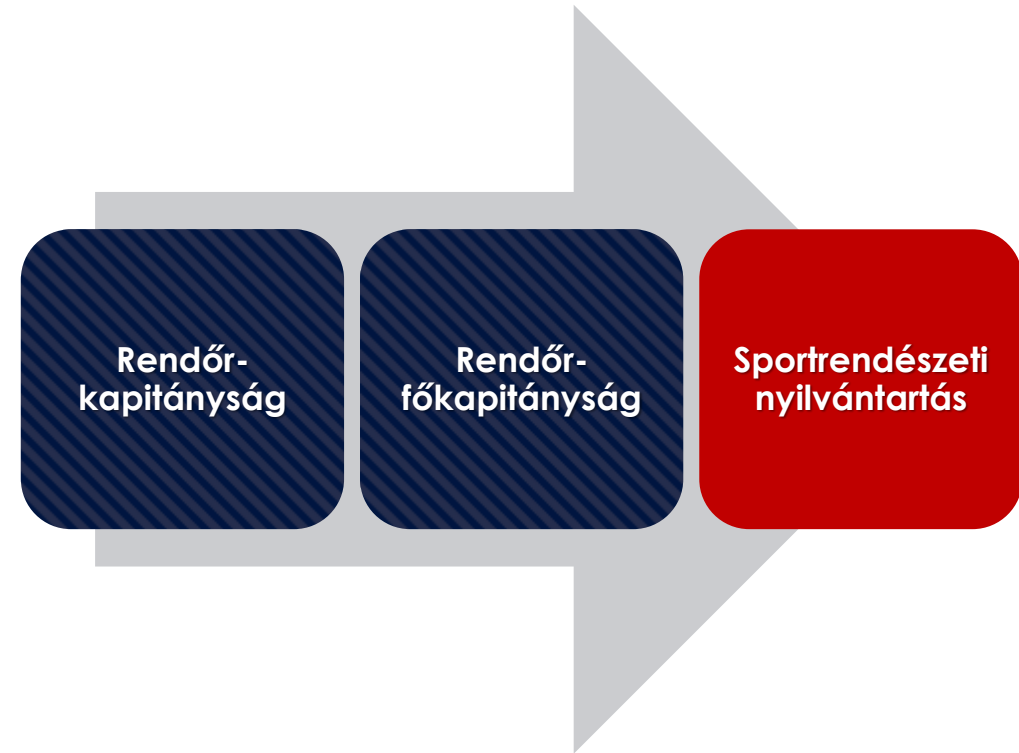 Rendőr-
kapitányság
Rendőr-
főkapitányság
Sportrendészeti
nyilvántartás